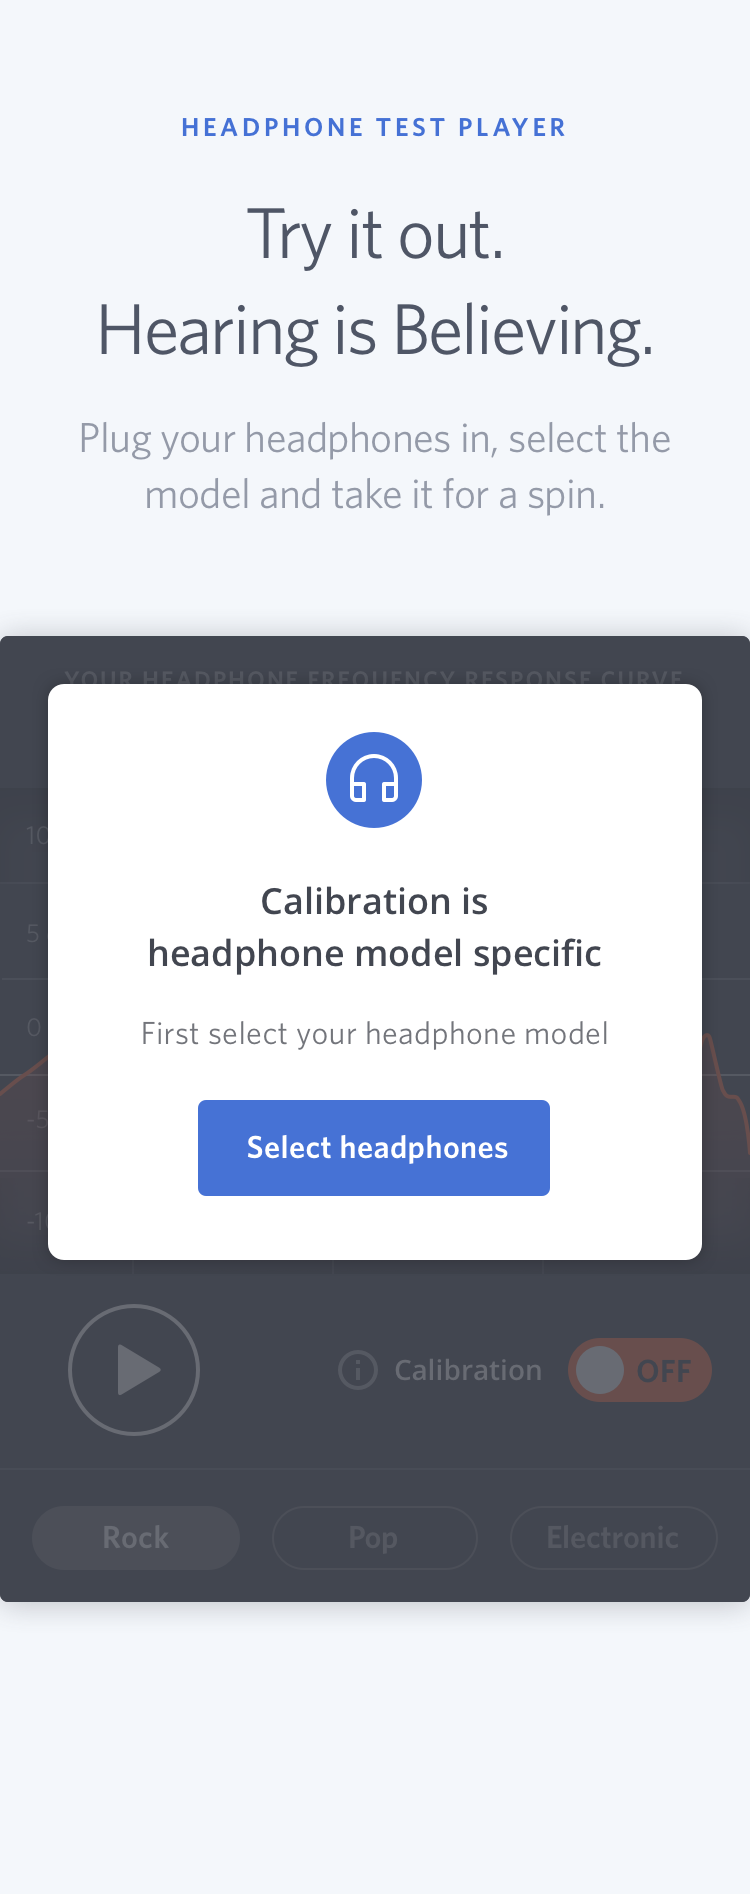 HEADPHONE TEST PLAYER
Try it out.
Hearing is Believing.
Plug your headphones in, select the
model and take it for a spin.
YOUR HEADPHONE FREQUENCY RESPONSE CURVE
10
Calibration is
headphone model specific
5
First select your headphone model
0
-5
Select headphones
-10
Calibration
OFF
Rock
Pop
Electronic